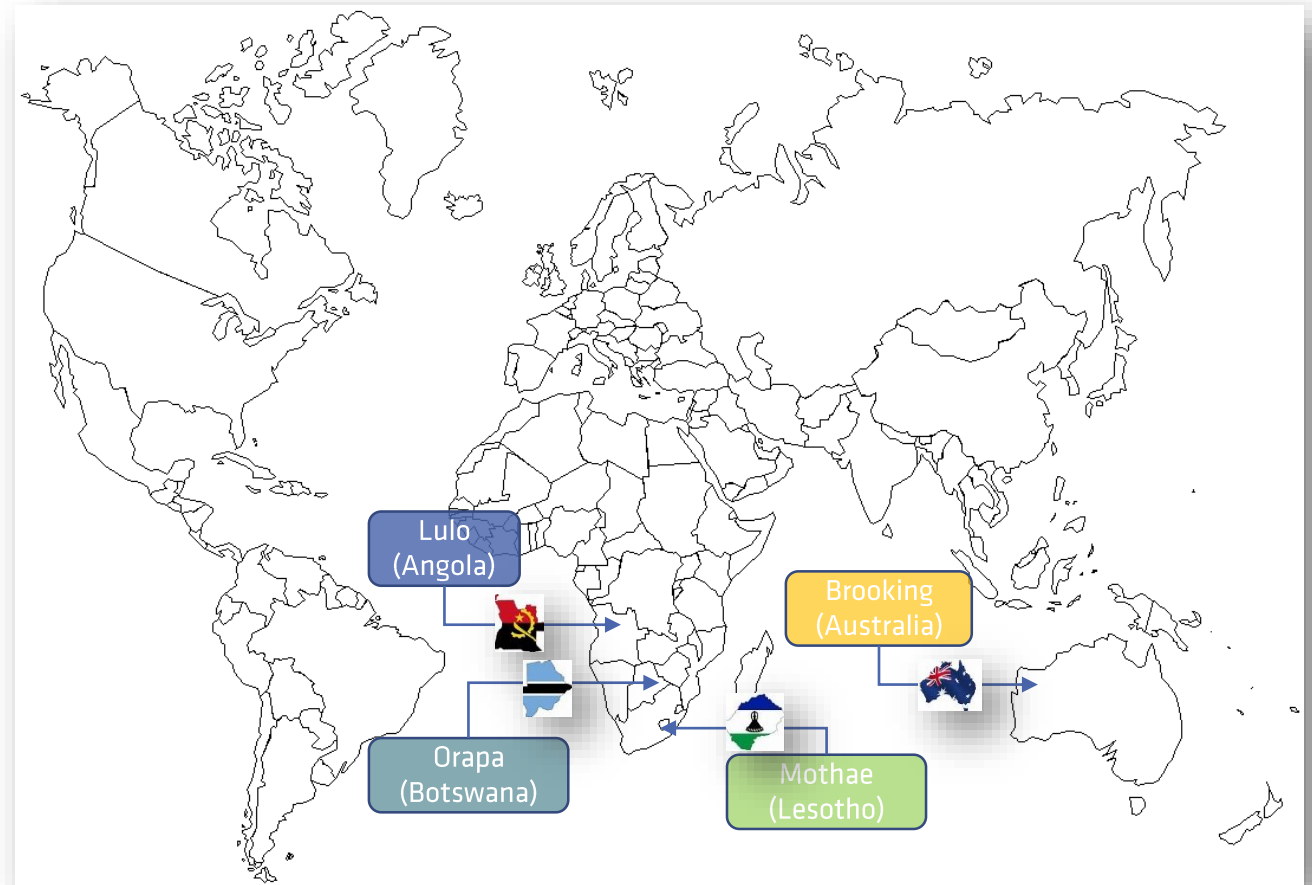 Lulo
(Angola)
Brooking
(Australia)
Orapa
(Botswana)
Mothae
(Lesotho)